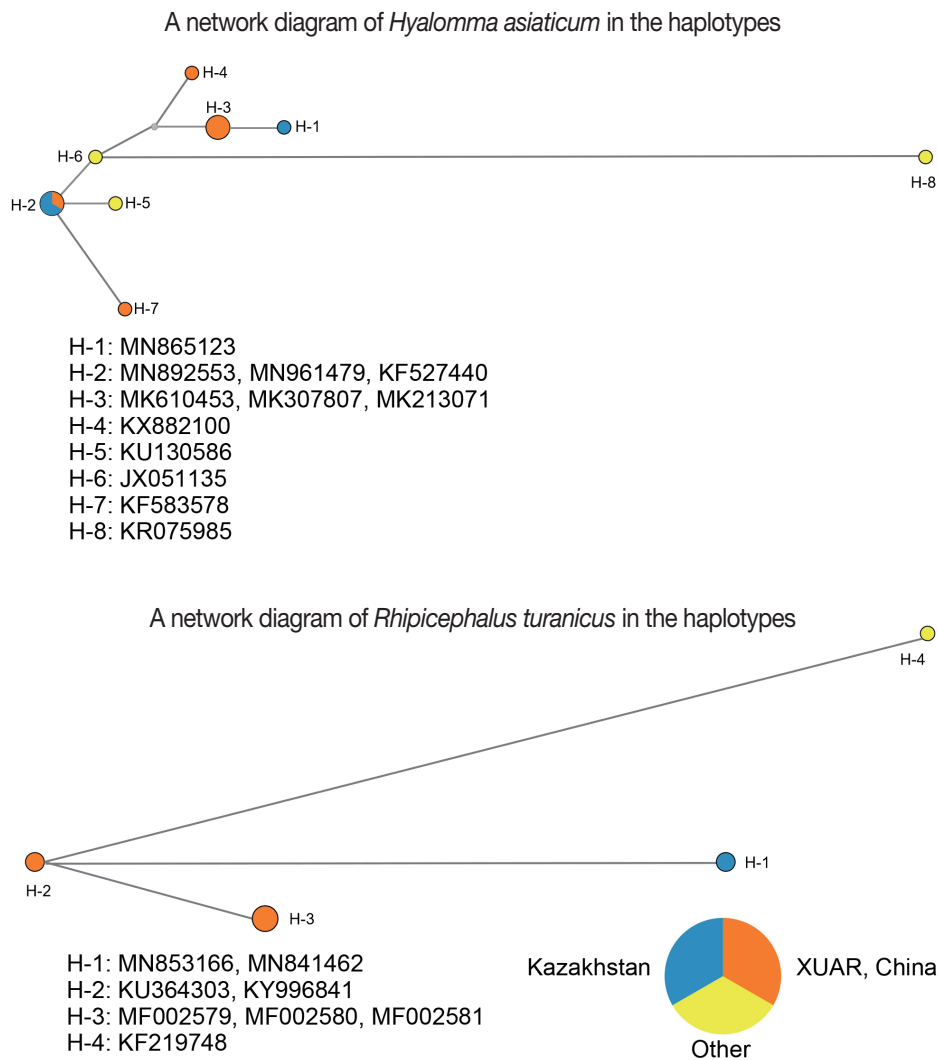 A network diagram of Hyalomma asiaticum in the haplotypes
H-4
H-3
H-1
H-6
H-8
H-2
H-5
H-7
H-1: MN865123
H-2: MN892553, MN961479, KF527440
H-3: MK610453, MK307807, MK213071
H-4: KX882100
H-5: KU130586
H-6: JX051135
H-7: KF583578
H-8: KR075985
A network diagram of Rhipicephalus turanicus in the haplotypes
H-4
H-1
H-2
H-3
H-1: MN853166, MN841462
H-2: KU364303, KY996841
H-3: MF002579, MF002580, MF002581
H-4: KF219748
Kazakhstan
XUAR, China
Other